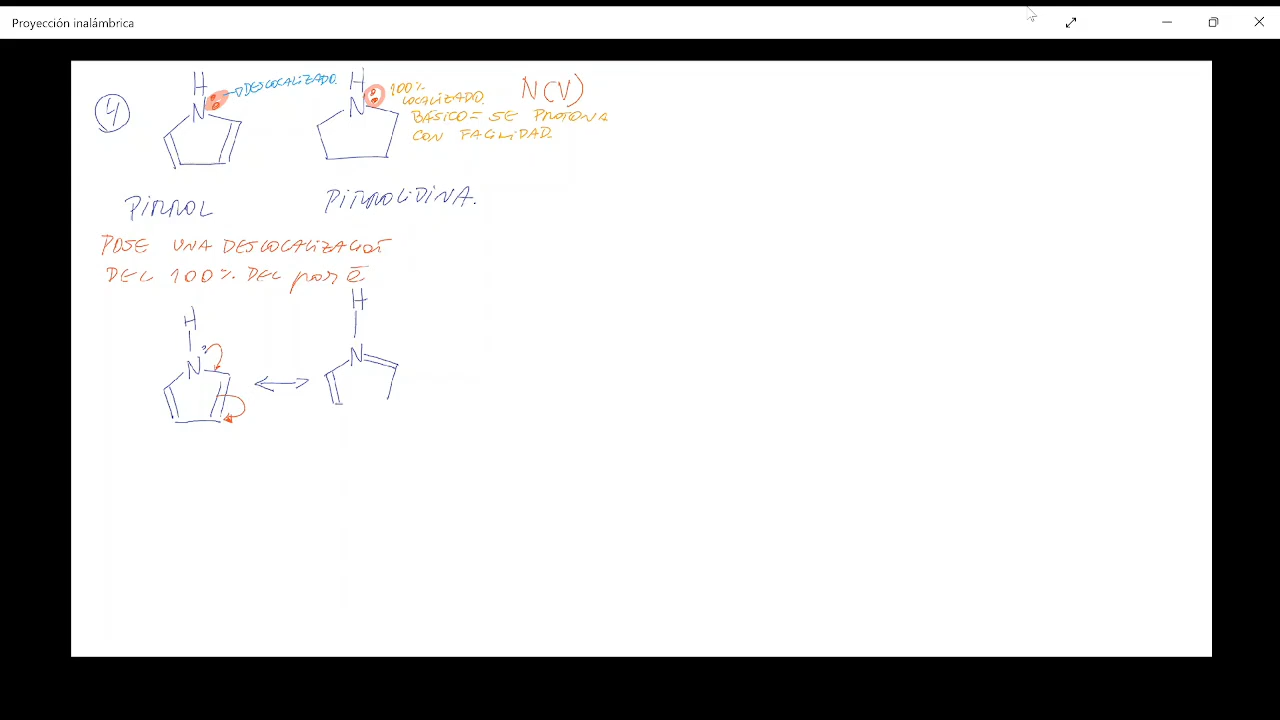 Proyección inalámbrica
4
H
N
DESLOCALIZADO.
H
N
100%
LOCALIZADO.
BÁSICO = SE PROTONA
CON FACILIDAD.
N(V)
PIRROL
PIRROLIDINA.
POSE UNA DESLOCALIZACION
DEL 100% DEL par ē
H
N
H
N